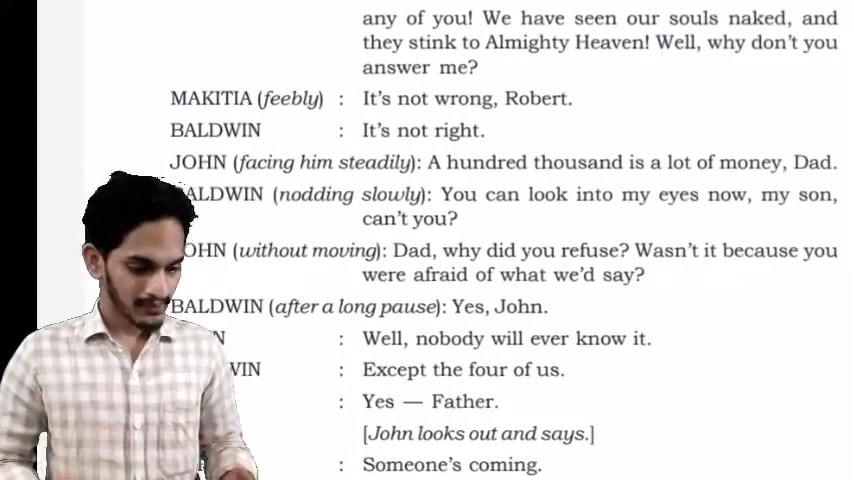 any of you! We have seen our souls naked, and
they stink to Almighty Heaven! Well, why don't you
answer me?
MAKITIA (feebly) : It's not wrong, Robert.
BALDWIN : It's not right.
JOHN (facing him steadily): A hundred thousand is a lot of money, Dad.
ALDWIN (nodding slowly): You can look into my eyes now, my son,
can't you?
OHN (without moving): Dad, why did you refuse? Wasn't it because you
were afraid of what we'd say?
BALDWIN (after a long pause): Yes, John.
N : Well, nobody will ever know it.
WIN : Except the four of us.
: Yes — Father.
[John looks out and says.]
: Someone's coming.